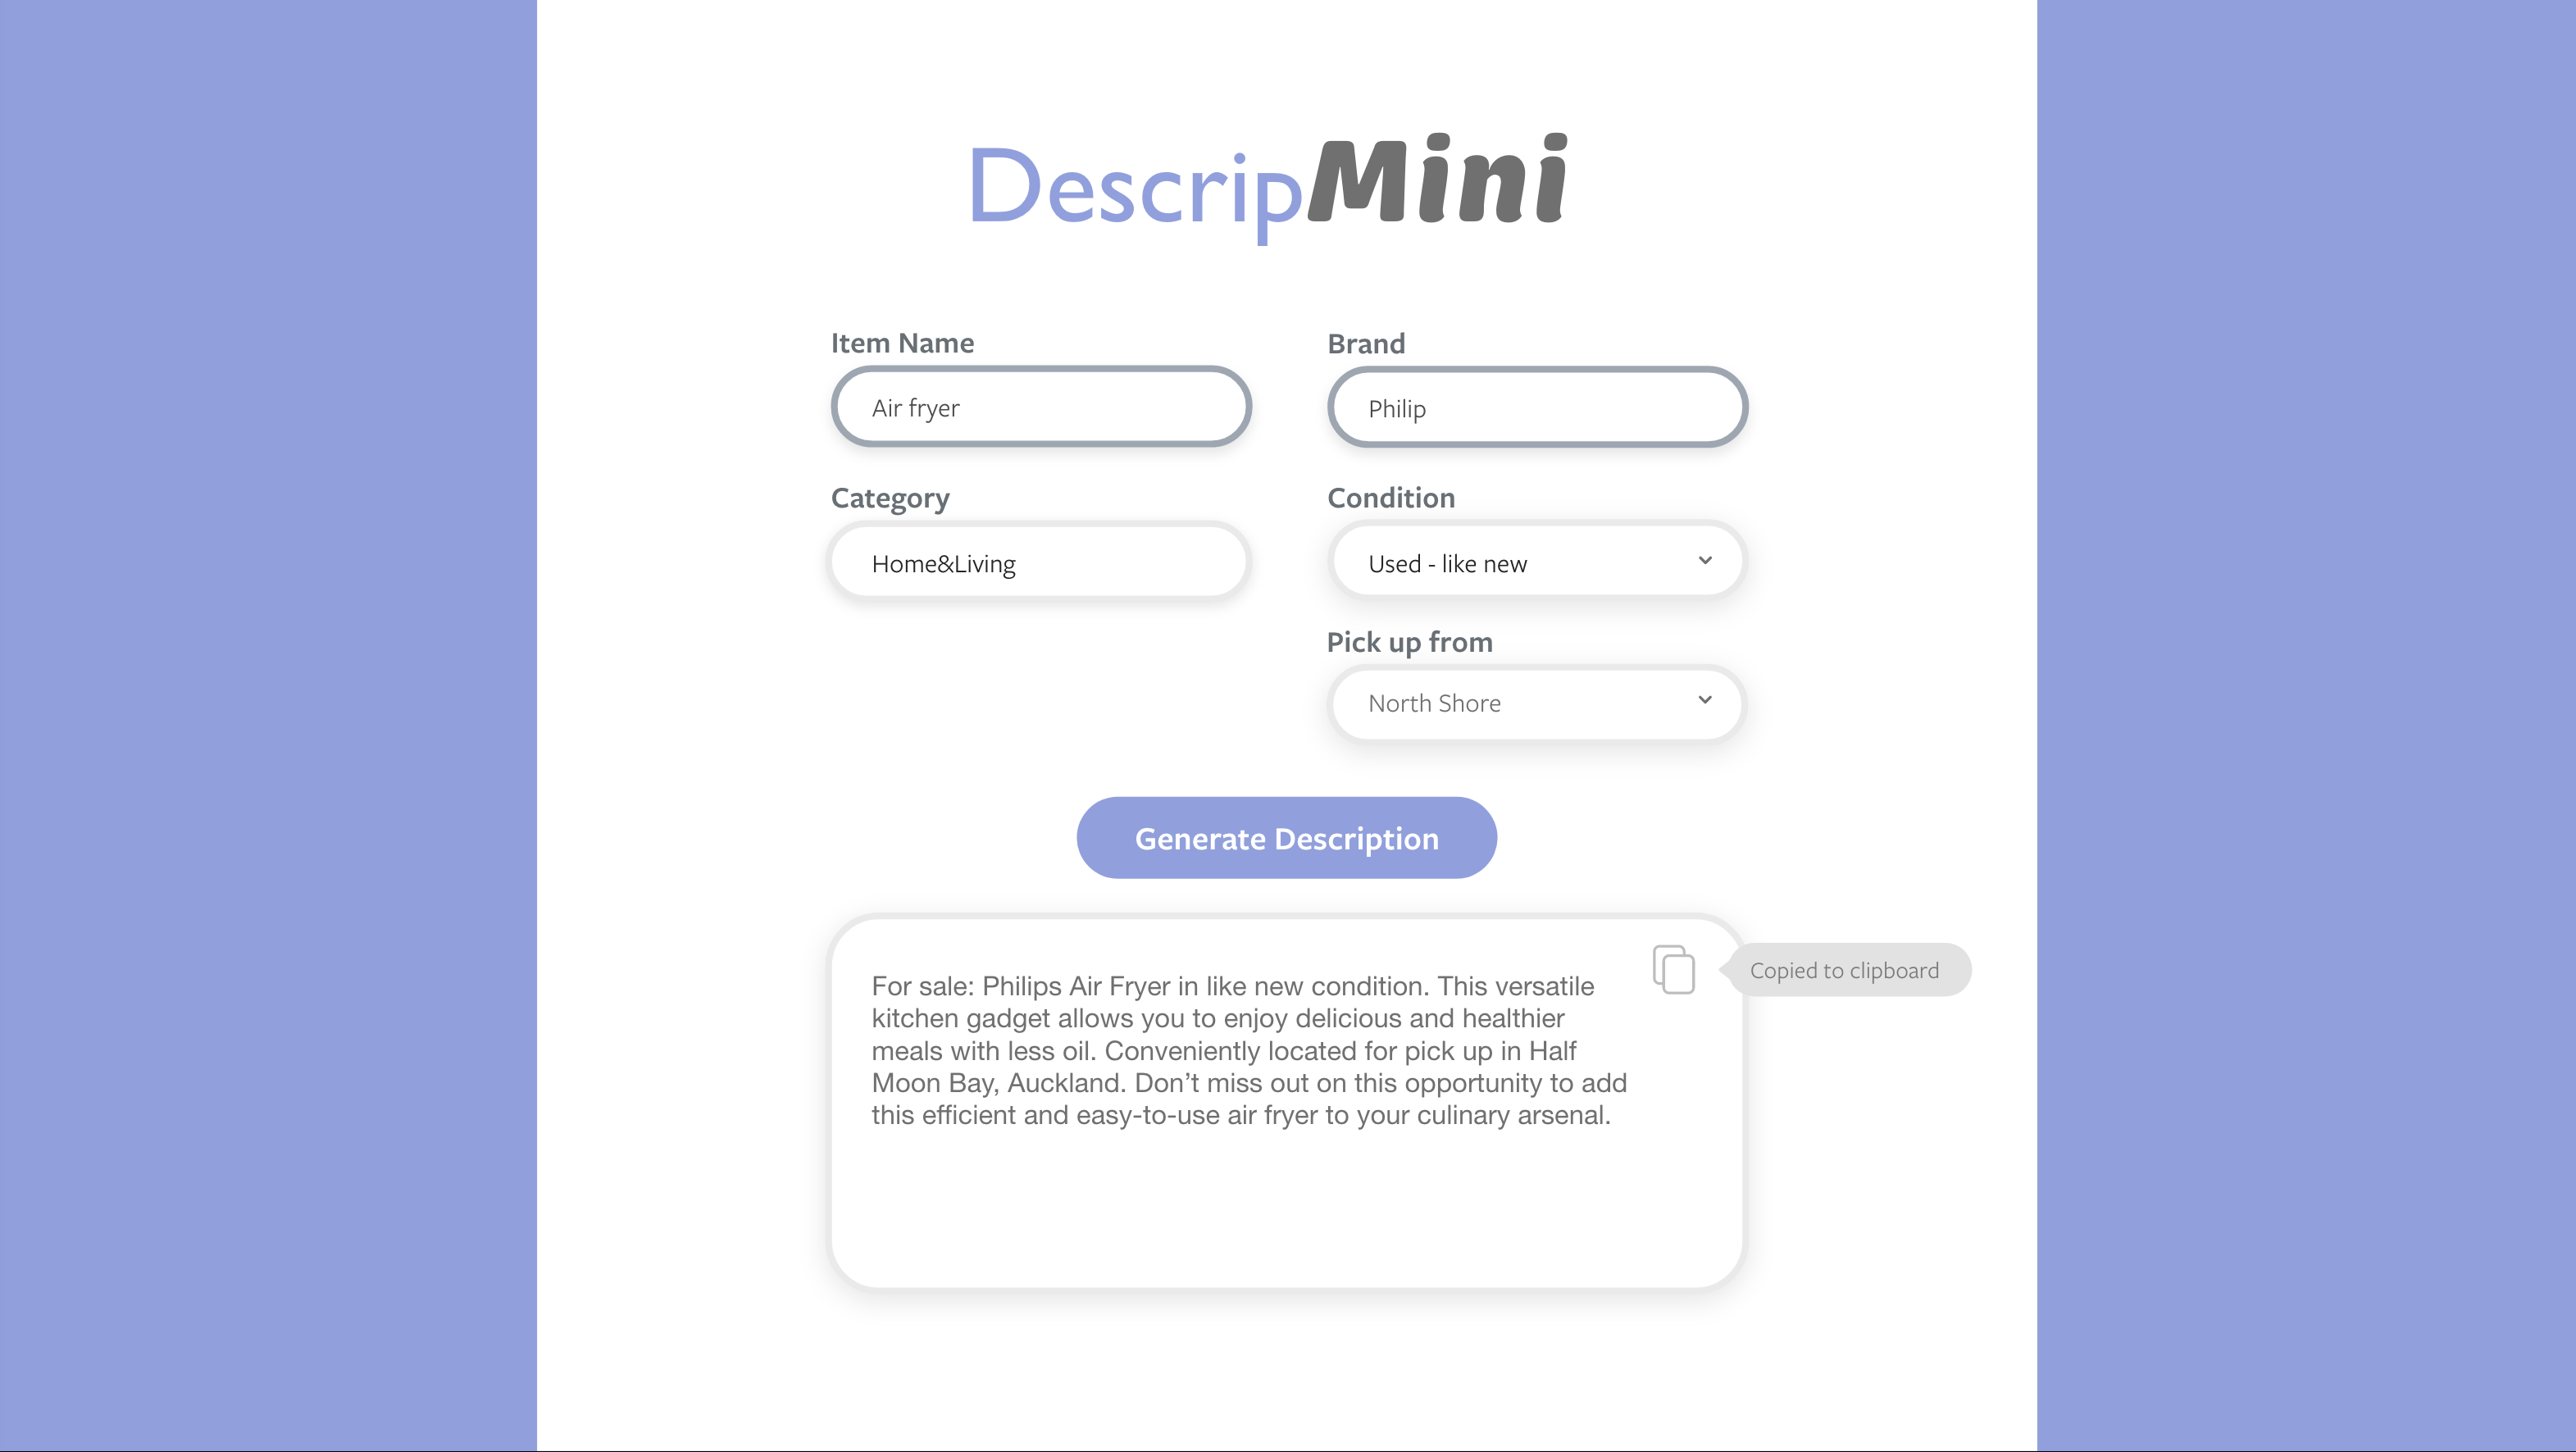 DescripMini
Item Name
Air fryer
Brand
Philip
Category
Home&Living
Condition
Used - like new
Pick up from
North Shore
Generate Description
For sale: Philips Air Fryer in like new condition. This versatile
kitchen gadget allows you to enjoy delicious and healthier
meals with less oil. Conveniently located for pick up in Half
Moon Bay, Auckland. Don’t miss out on this opportunity to add
this efficient and easy-to-use air fryer to your culinary arsenal.
Copied to clipboard